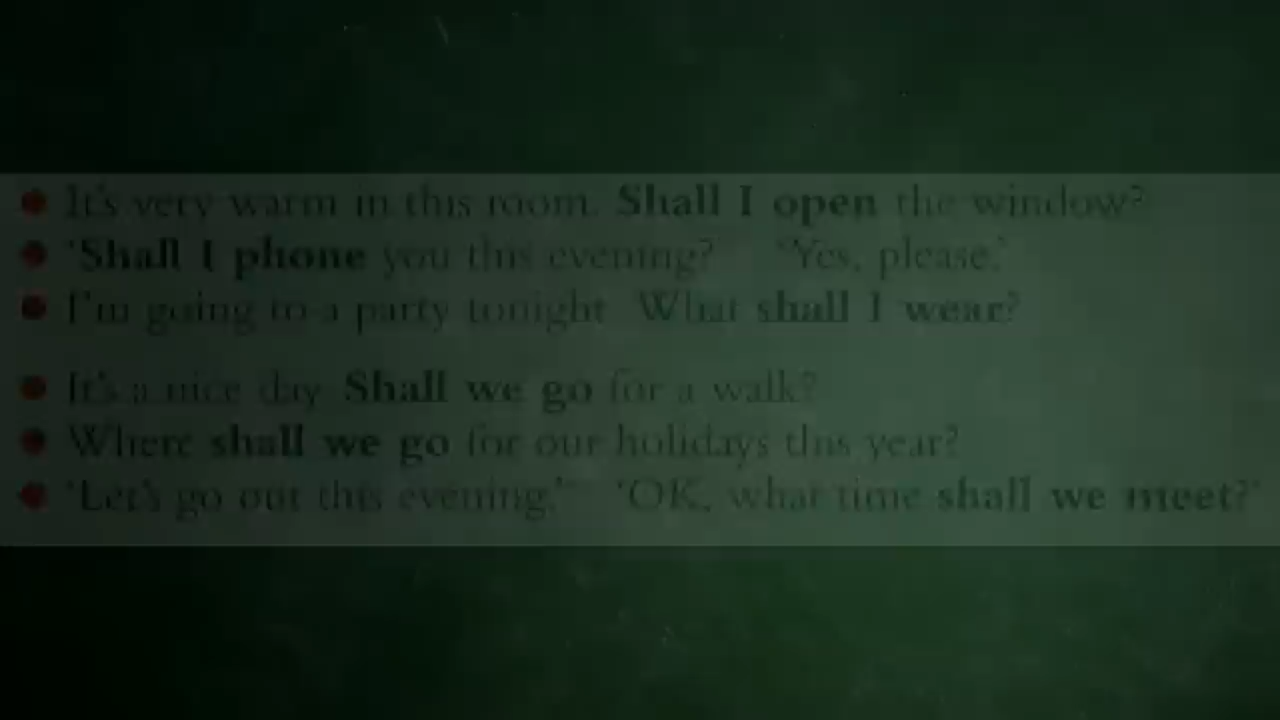 • It's very warm in this room. Shall I open the window?
• 'Shall I phone you this evening?' 'Yes, please.'
• I'm going to a party tonight. What shall I wear?
• It's a nice day. Shall we go for a walk?
• Where shall we go for our holidays this year?
• 'Let's go out this evening.' 'OK, what time shall we meet?'